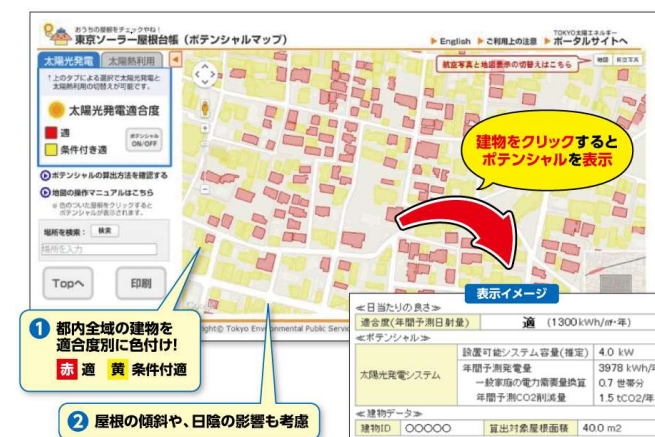 おうちの屋根をチェックやね!
東京ソーラー屋根台帳(ポテンシャルマップ)
English
ご利用上の注意
TOKYO太陽エネルギー
ポータルサイトへ
太陽光発電
太陽熱利用
↑上のタブによる選択で太陽光発電と
太陽熱利用の切替えが可能です。
太陽光発電適合度
適
条件付き適
ポテンシャル
ON/OFF
ポテンシャルの算出方法を確認する
地図の操作マニュアルはこちら
※色のついた屋根をクリックすると
ポテンシャルが表示されます。
場所を検索:
検索
場所を入力
Topへ
印刷
航空写真と地図表示の切替えはこちら
地図
航空写真
建物をクリックすると
ポテンシャルを表示
Google
© Tokyo Environmental Public Servic
1 都内全域の建物を
適合度別に色付け!
赤 適 黄 条件付適
2 屋根の傾斜や、日陰の影響も考慮
表示イメージ
≪日当たりの良さ≫
適合度(年間予測日射量) 適 (1300kWh/㎡・年)
≪ポテンシャル≫
太陽光発電システム
設置可能システム容量(推定) 4.0 kW
年間予測発電量 3978 kWh/年
一般家庭の電力需要量換算 0.7 世帯分
年間予測CO2削減量 1.5 tCO2/年
≪建物データ≫
建物ID ○○○○○ 算出対象屋根面積 40.0 m2